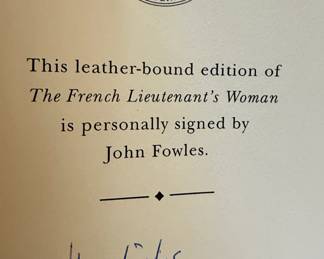 This leather-bound edition of
The French Lieutenant's Woman
is personally signed by
John Fowles.